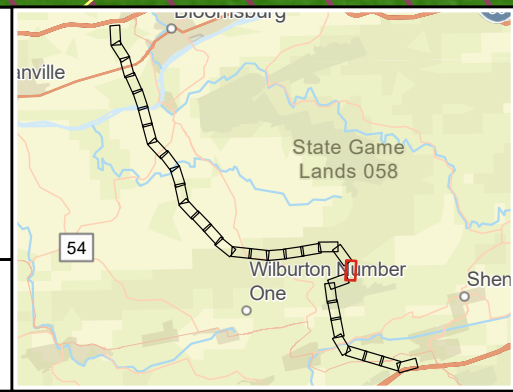 Bloomsburg
anville
State Game
Lands 058
54
Wilburton Number
One
Shen